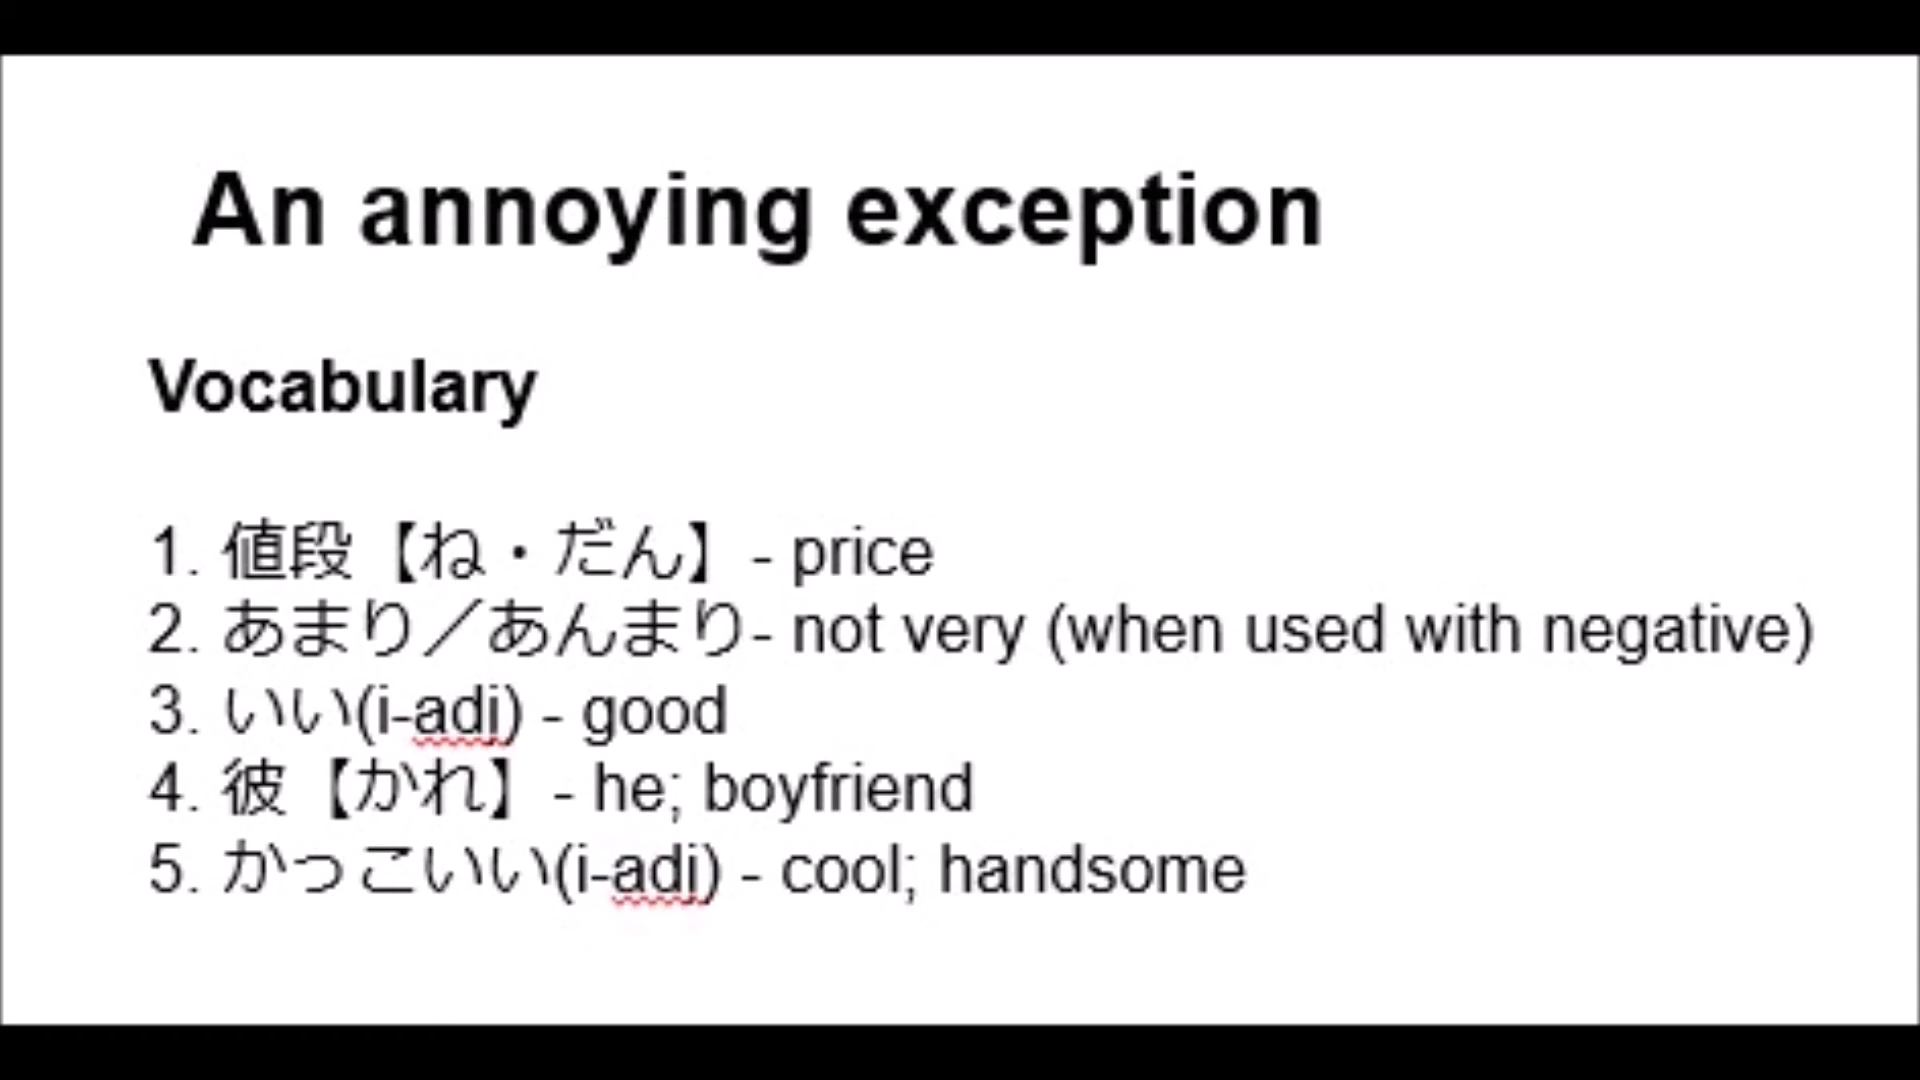 An annoying exception
Vocabulary
1. 値段【ね・だん】- price
2. あまり／あんまり- not very (when used with negative)
3. いい(i-adj) - good
4. 彼【かれ】- he; boyfriend
5. かっこいい(i-adj) - cool; handsome